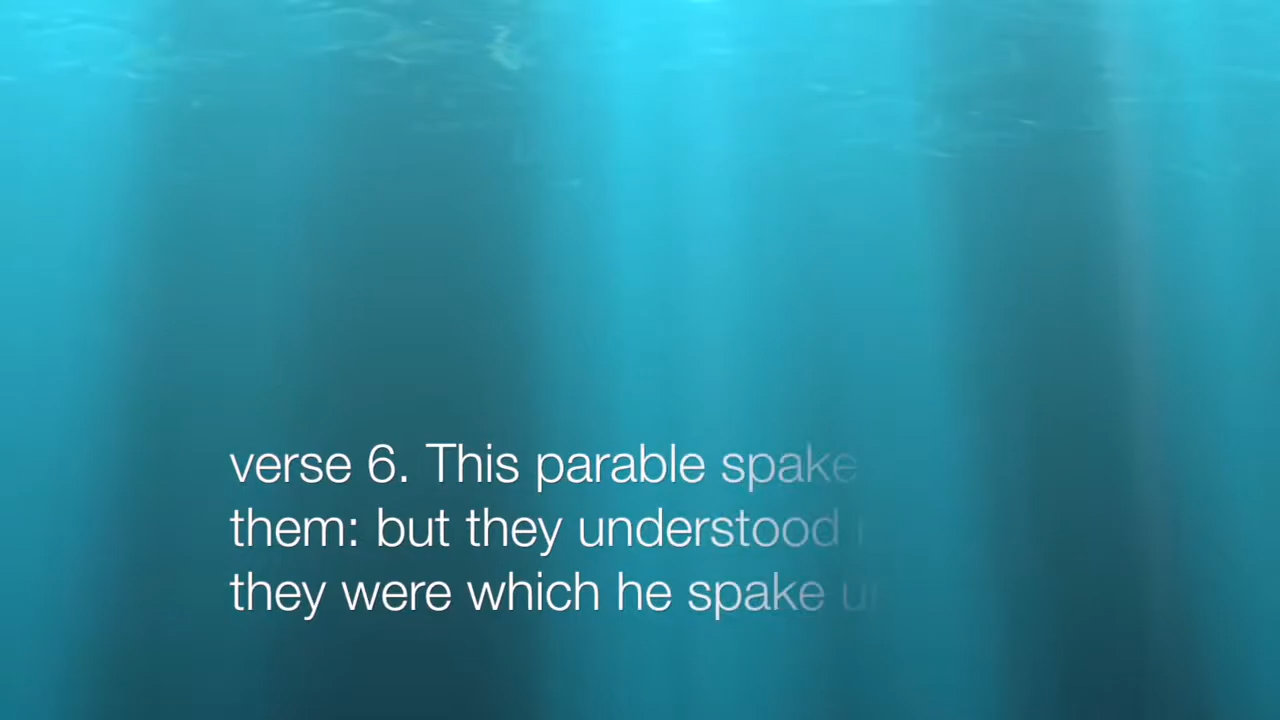 verse 6. This parable spake
them: but they understood
they were which he spake